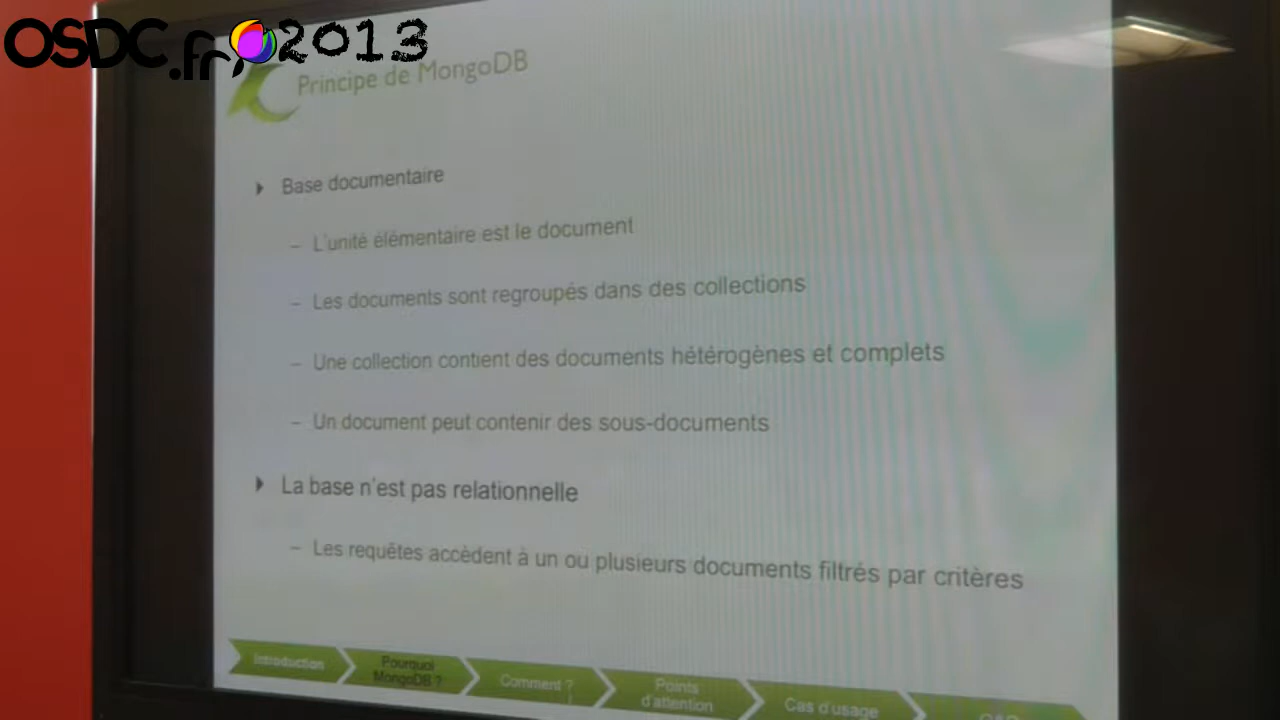 OSDC.fr, 2013
Principe de MongoDB
Base documentaire
– L'unité élémentaire est le document
– Les documents sont regroupés dans des collections
– Une collection contient des documents hétérogènes et complets
– Un document peut contenir des sous-documents
La base n'est pas relationnelle
– Les requêtes accèdent à un ou plusieurs documents filtrés par critères
Introduction
Pourquoi
MongoDB ?
Comment ?
Points
d'attention
Cas d'usage